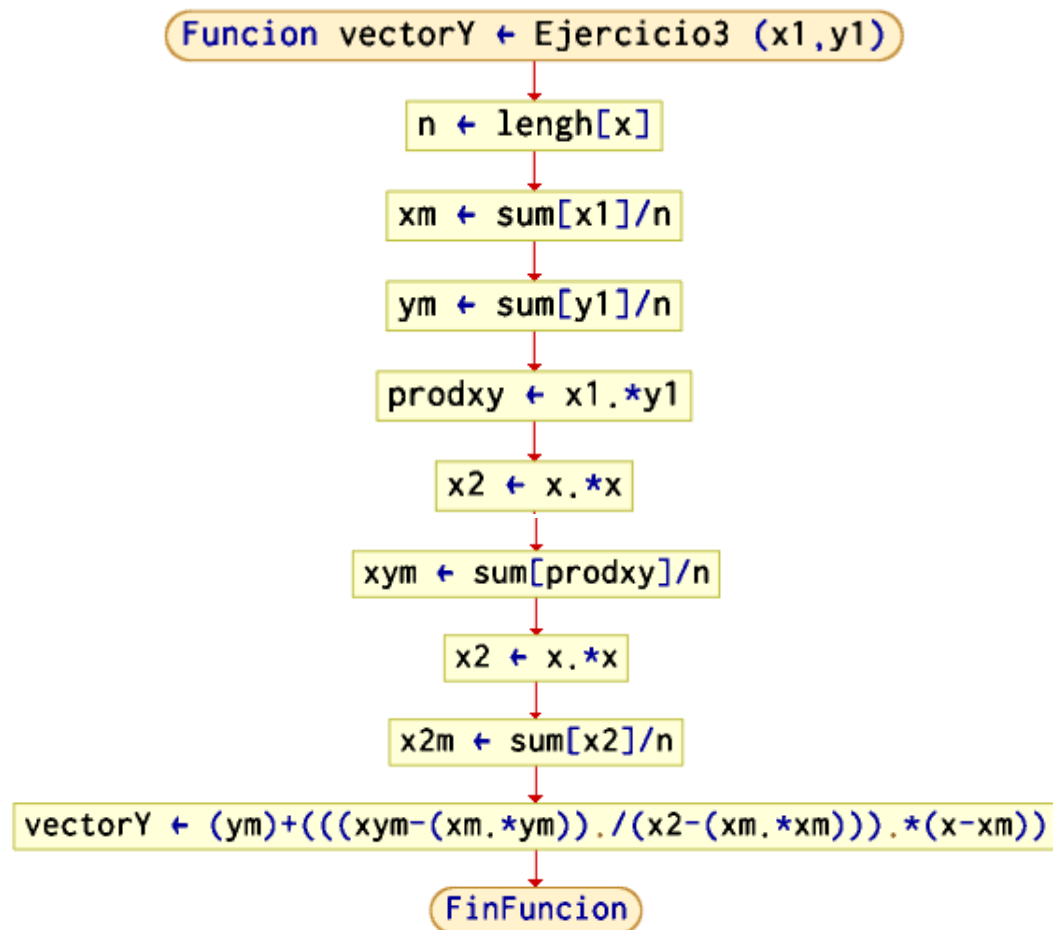 Funcion vectorY ← Ejercicio3 (x1,y1)
n ← lengh[x]
xm ← sum[x1]/n
ym ← sum[y1]/n
prodxy ← x1.*y1
x2 ← x.*x
xym ← sum[prodxy]/n
x2 ← x.*x
x2m ← sum[x2]/n
vectorY ← (ym)+(((xym-(xm.*ym))./(x2-(xm.*xm))).*(x-xm))
FinFuncion